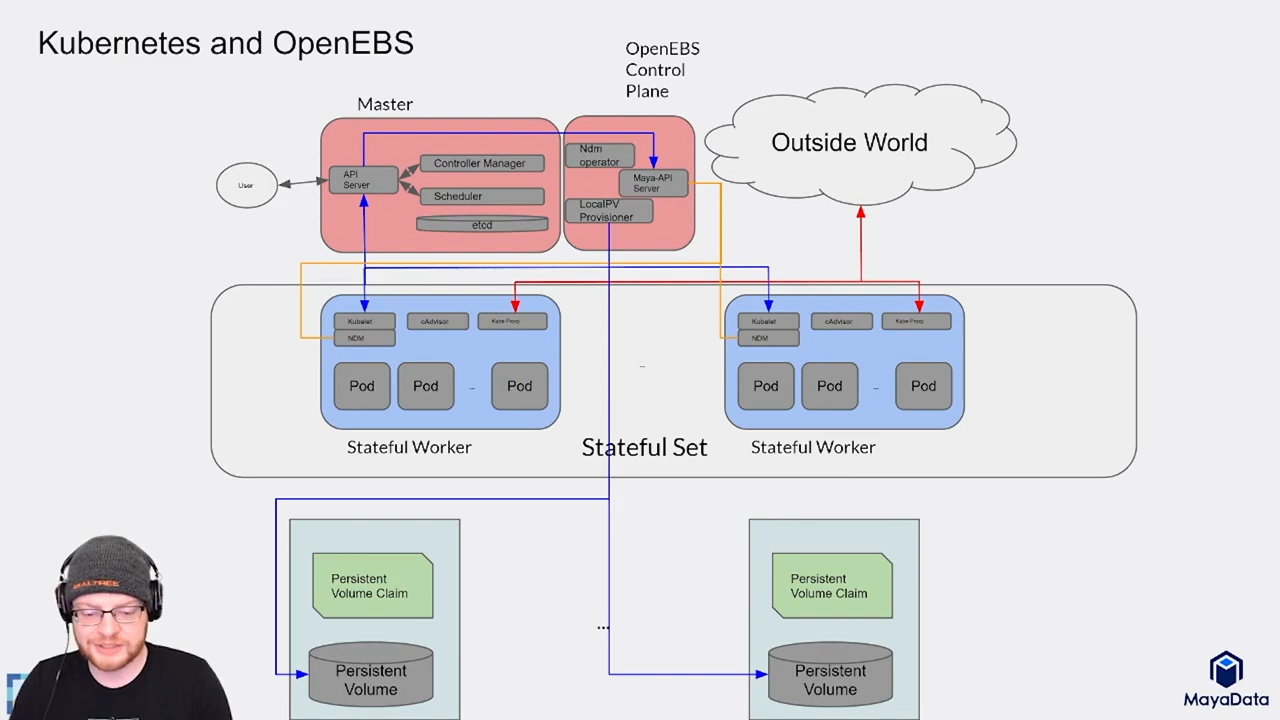 Kubernetes and OpenEBS
OpenEBS
Control
Plane
Master
Outside World
User
API
Server
Controller Manager
Scheduler
etcd
Ndm
operator
Maya-API
Server
LocalPV
Provisioner
Kubelet
cAdvisor
Kube-Proxy
NDM
Pod
Pod
...
Pod
Stateful Worker
...
Stateful Set
Kubelet
cAdvisor
Kube-Proxy
NDM
Pod
Pod
...
Pod
Stateful Worker
Persistent
Volume Claim
Persistent
Volume
...
Persistent
Volume Claim
Persistent
Volume
REALTREE
MayaData